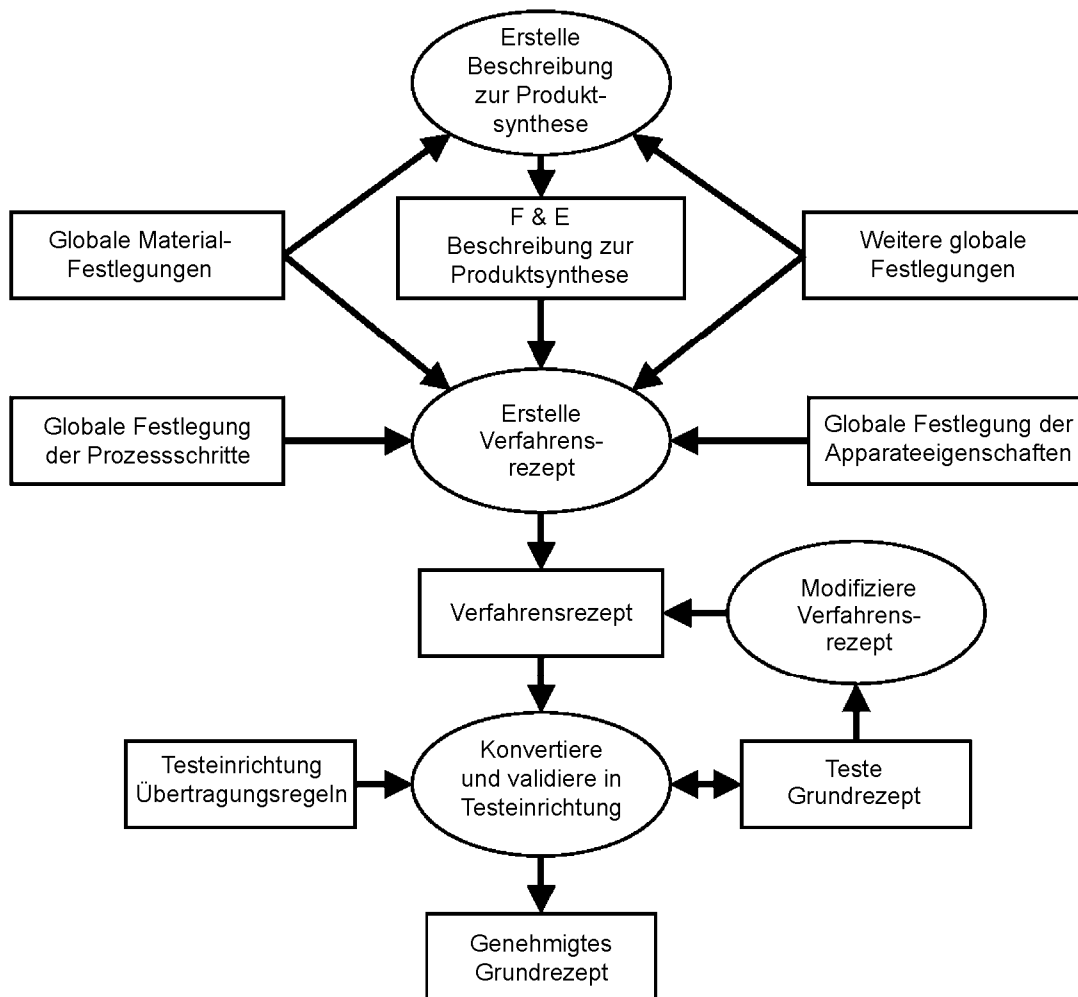 Erstelle
Beschreibung
zur Produkt-
synthese
Globale Material-
Festlegungen
F & E
Beschreibung zur
Produktsynthese
Weitere globale
Festlegungen
Globale Festlegung
der Prozessschritte
Erstelle
Verfahrens-
rezept
Globale Festlegung der
Apparateeigenschaften
Verfahrensrezept
Modifiziere
Verfahrens-
rezept
Testeinrichtung
Übertragungsregeln
Konvertiere
und validiere in
Testeinrichtung
Teste
Grundrezept
Genehmigtes
Grundrezept